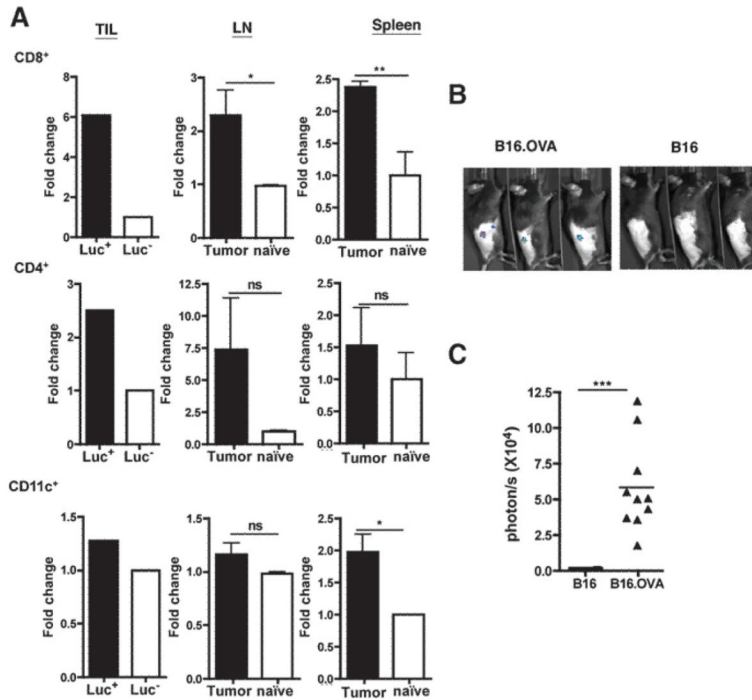 A
TIL
LN
Spleen
CD8⁺
Fold change
8
6
4
2
0
Luc⁺ Luc⁻
Fold change
3
2
1
0
*
Tumor naïve
Fold change
2.5
2.0
1.5
1.0
0.5
0.0
**
Tumor naïve
CD4⁺
Fold change
3
2
1
0
Luc⁺ Luc⁻
Fold change
12.5
10.0
7.5
5.0
2.5
0.0
ns
Tumor naïve
Fold change
2.5
2.0
1.5
1.0
0.5
ns
Tumor naïve
CD11c⁺
Fold change
1.5
1.0
0.5
0.0
Luc⁺ Luc⁻
Fold change
1.5
1.0
0.5
0.0
ns
Tumor naïve
Fold change
2.5
2.0
1.5
1.0
0.5
0.0
*
Tumor naïve
B
B16.OVA
B16
C
photon/s (X10⁴)
12.5
10.0
7.5
5.0
2.5
0.0
***
B16 B16.OVA